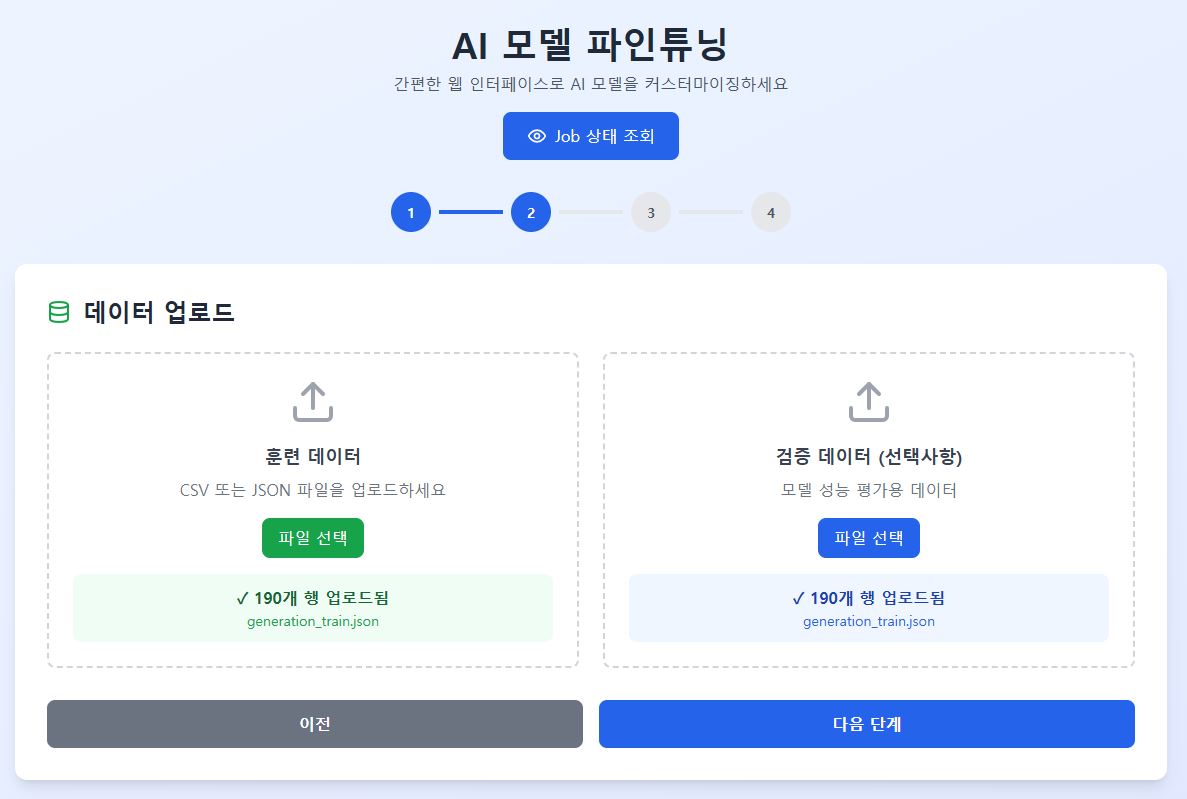 AI 모델 파인튜닝
간편한 웹 인터페이스로 AI 모델을 커스터마이징하세요
Job 상태 조회
1
2
3
4
데이터 업로드
훈련 데이터
CSV 또는 JSON 파일을 업로드하세요
파일 선택
✓ 190개 행 업로드됨
generation_train.json
검증 데이터 (선택사항)
모델 성능 평가용 데이터
파일 선택
✓ 190개 행 업로드됨
generation_train.json
이전
다음 단계